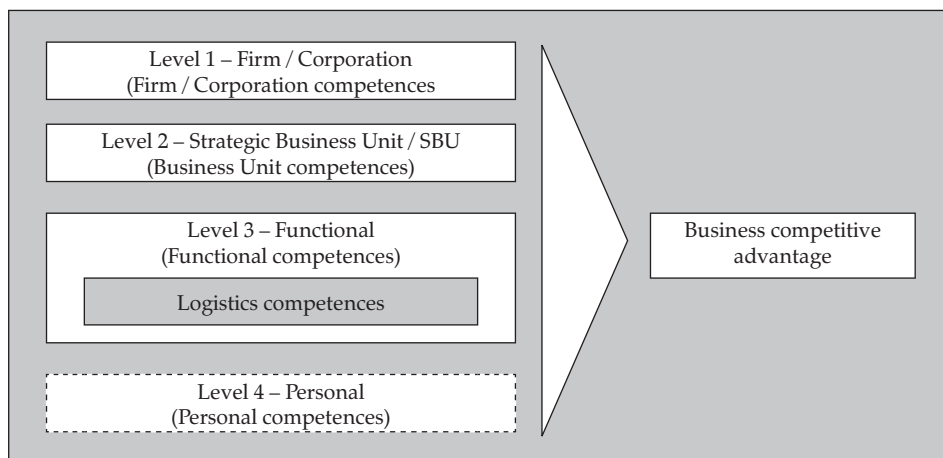 Level 1 – Firm / Corporation
(Firm / Corporation competences
Level 2 – Strategic Business Unit / SBU
(Business Unit competences)
Level 3 – Functional
(Functional competences)
Logistics competences
Level 4 – Personal
(Personal competences)
Business competitive
advantage